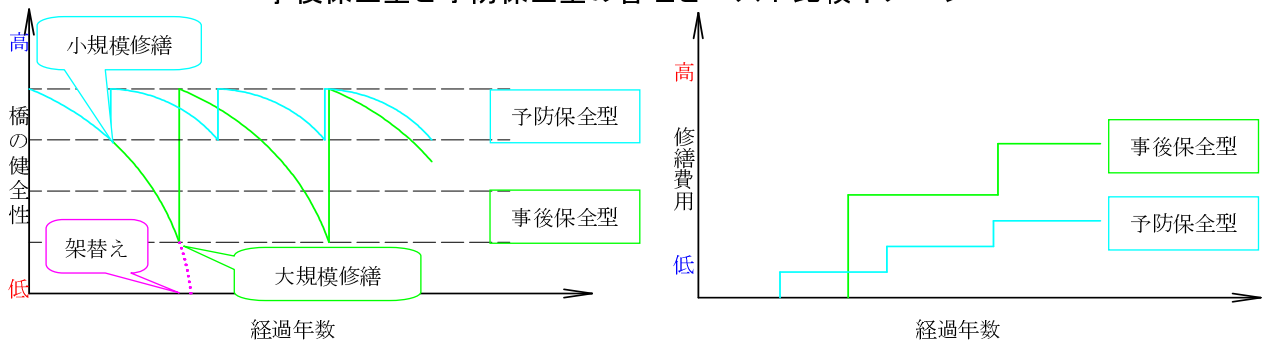 高
小規模修繕
橋の健全性
予防保全型
事後保全型
架替え
大規模修繕
低
経過年数
高
修繕費用
低
事後保全型
予防保全型
経過年数